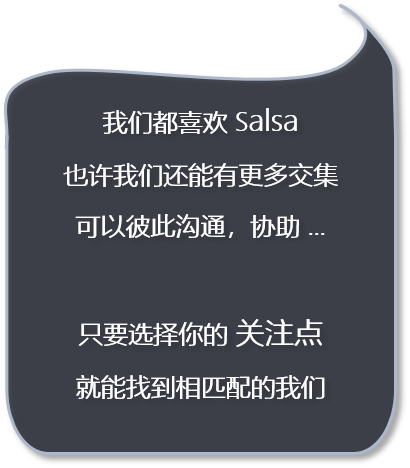 我们都喜欢 Salsa
也许我们还能有更多交集
可以彼此沟通，协助 ...
只要选择你的 关注点
就能找到相匹配的我们